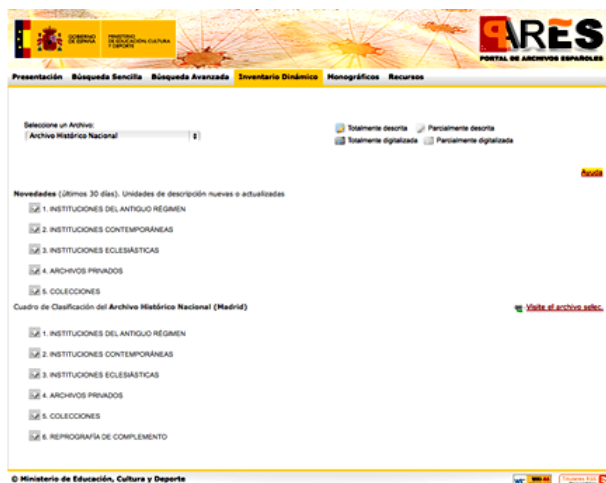 GOBIERNO DE ESPAÑA
MINISTERIO DE EDUCACIÓN, CULTURA Y DEPORTE
PARES
PORTAL DE ARCHIVOS ESPAÑOLES
Presentación Búsqueda Sencilla Búsqueda Avanzada Inventario Dinámico Monográficos Recursos
Seleccione un Archivo:
Archivo Histórico Nacional
Totalmente descrita Parcialmente descrita
Totalmente digitalizada Parcialmente digitalizada
Ayuda
Novedades (últimos 30 días). Unidades de descripción nuevas o actualizadas
1. INSTITUCIONES DEL ANTIGUO RÉGIMEN
2. INSTITUCIONES CONTEMPORÁNEAS
3. INSTITUCIONES ECLESIÁSTICAS
4. ARCHIVOS PRIVADOS
5. COLECCIONES
Cuadro de Clasificación del Archivo Histórico Nacional (Madrid)
Visite el archivo selec.
1. INSTITUCIONES DEL ANTIGUO RÉGIMEN
2. INSTITUCIONES CONTEMPORÁNEAS
3. INSTITUCIONES ECLESIÁSTICAS
4. ARCHIVOS PRIVADOS
5. COLECCIONES
6. REPROGRAFÍA DE COMPLEMENTO
© Ministerio de Educación, Cultura y Deporte